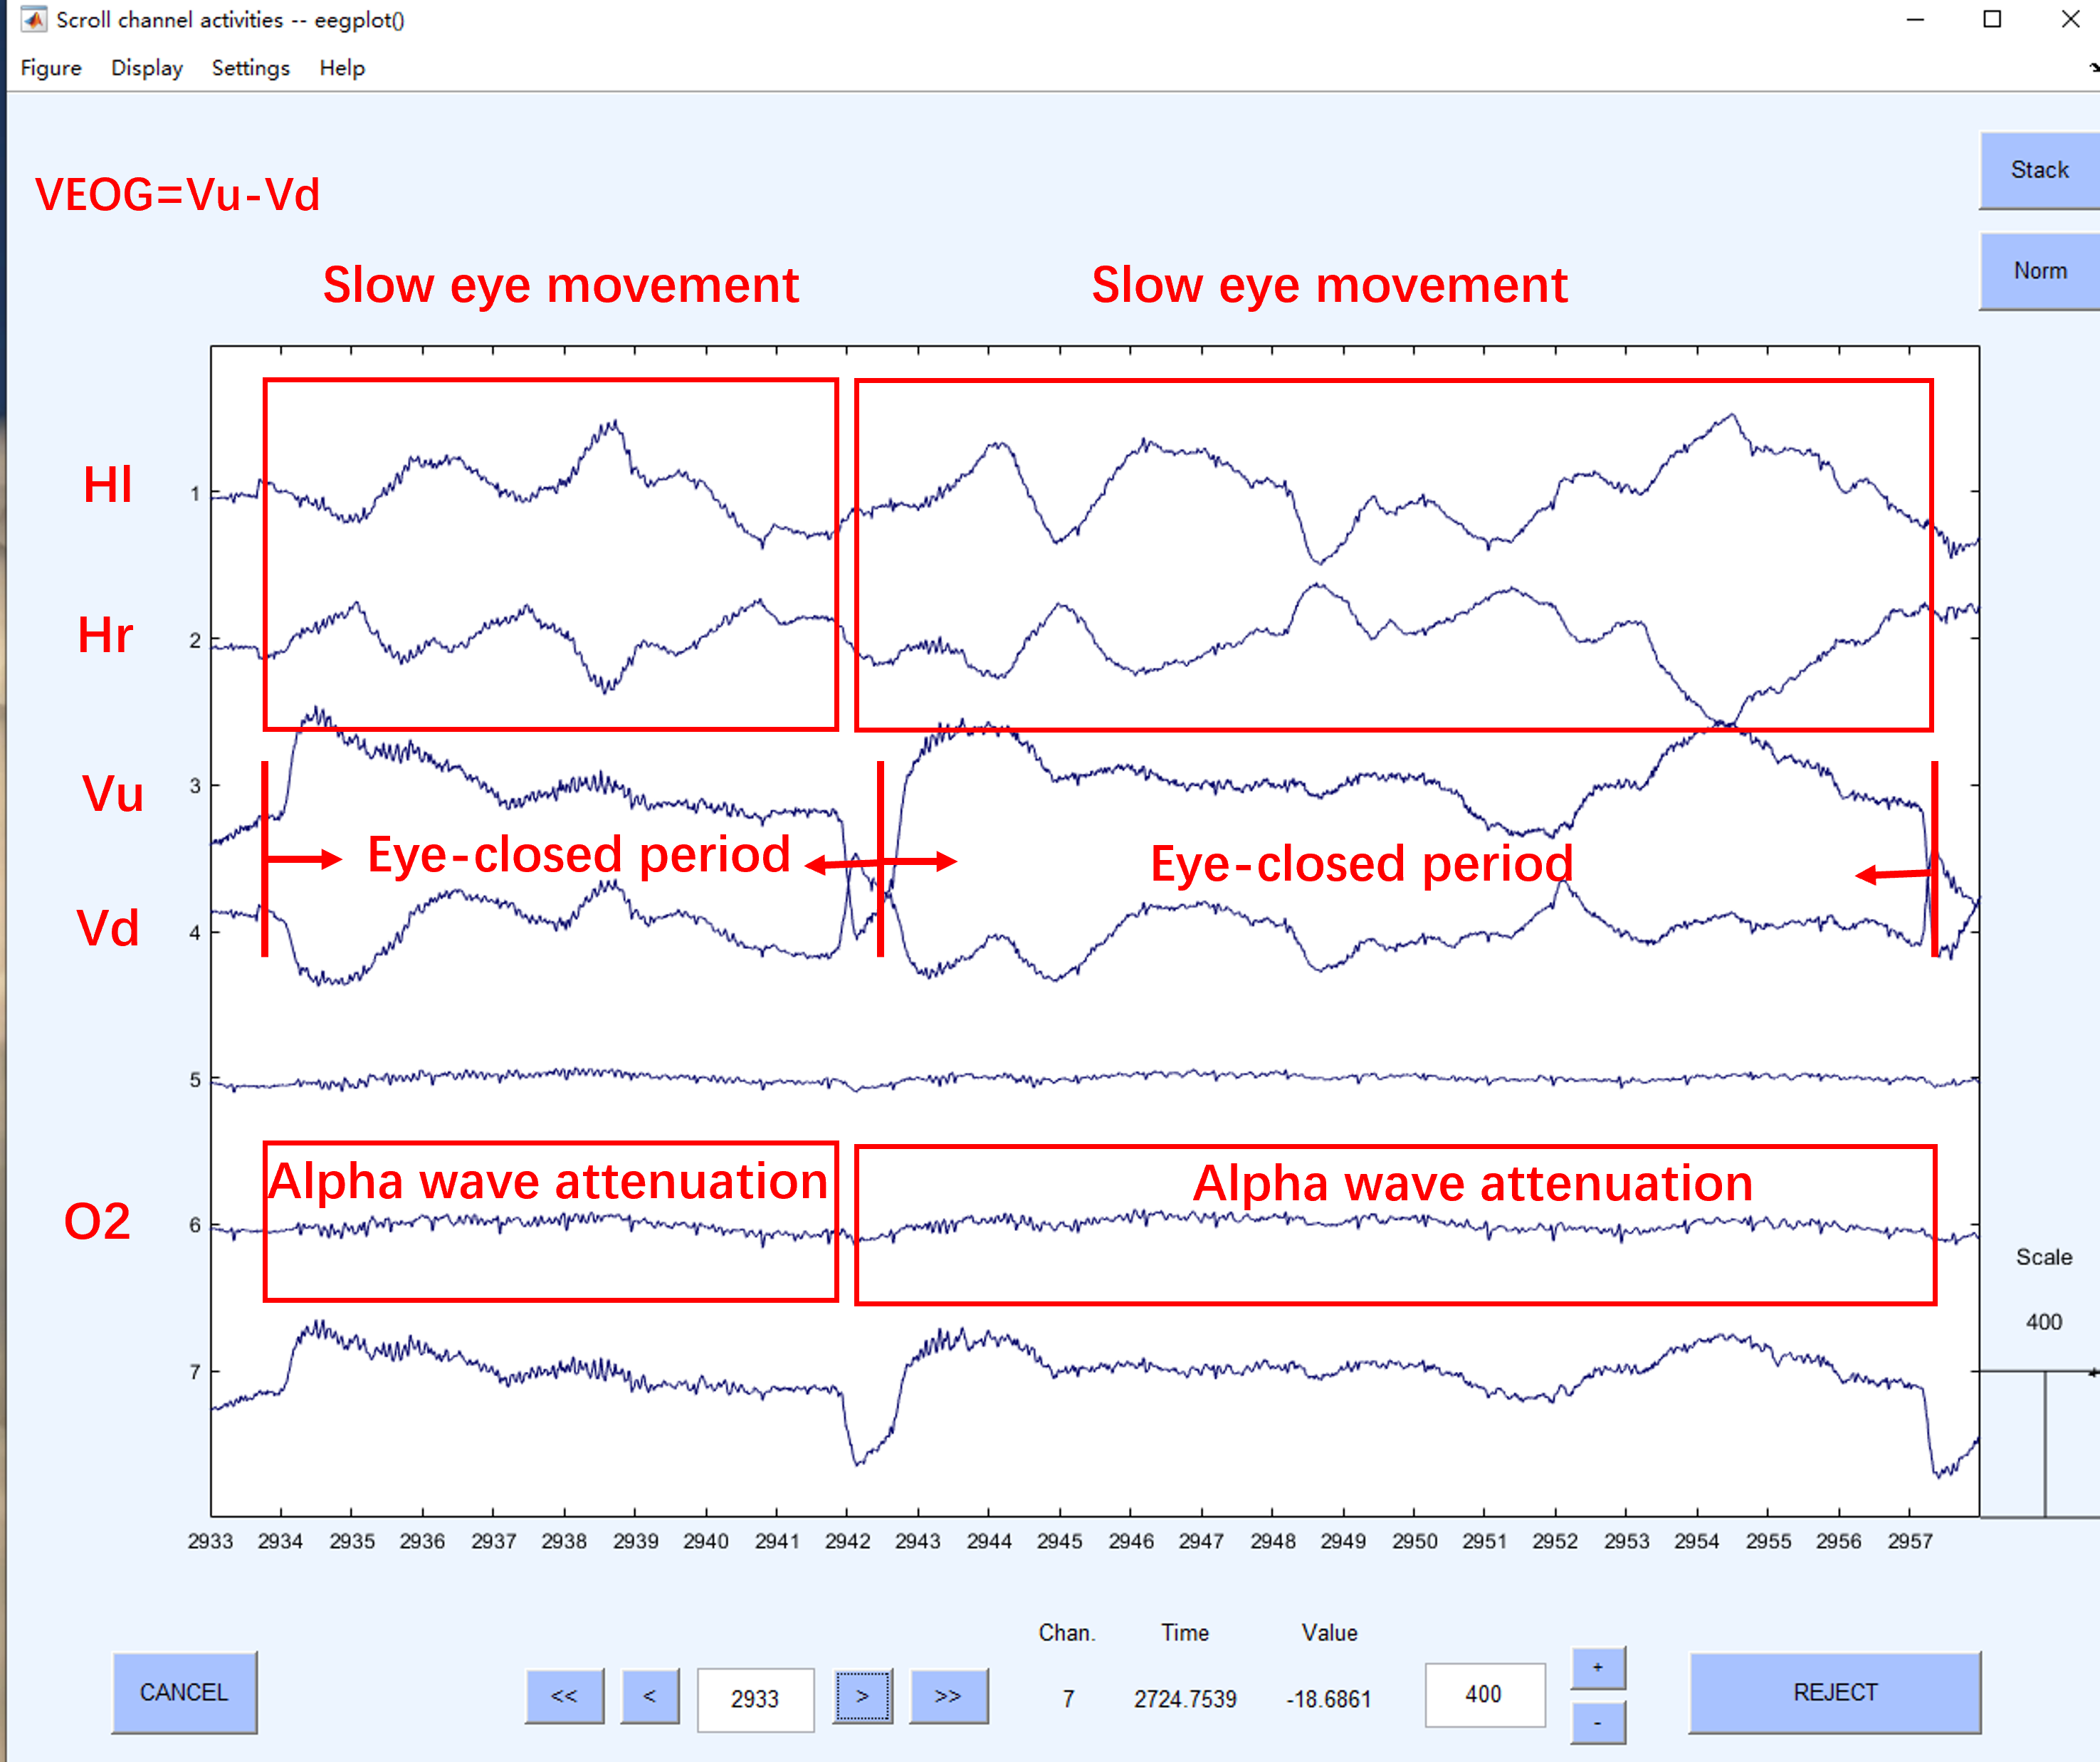 Scroll channel activities -- eegplot()
Figure Display Settings Help
Stack
VEOG=Vu-Vd
Norm
Slow eye movement Slow eye movement
Hl
1
Hr
2
Vu
3
Eye-closed period Eye-closed period
Vd
4
5
Alpha wave attenuation Alpha wave attenuation
O2
6
Scale
400
7
2933 2934 2935 2936 2937 2938 2939 2940 2941 2942 2943 2944 2945 2946 2947 2948 2949 2950 2951 2952 2953 2954 2955 2956 2957
Chan. Time Value
CANCEL << < 2933 > >> 7 2724.7539 -18.6861 400 + - REJECT